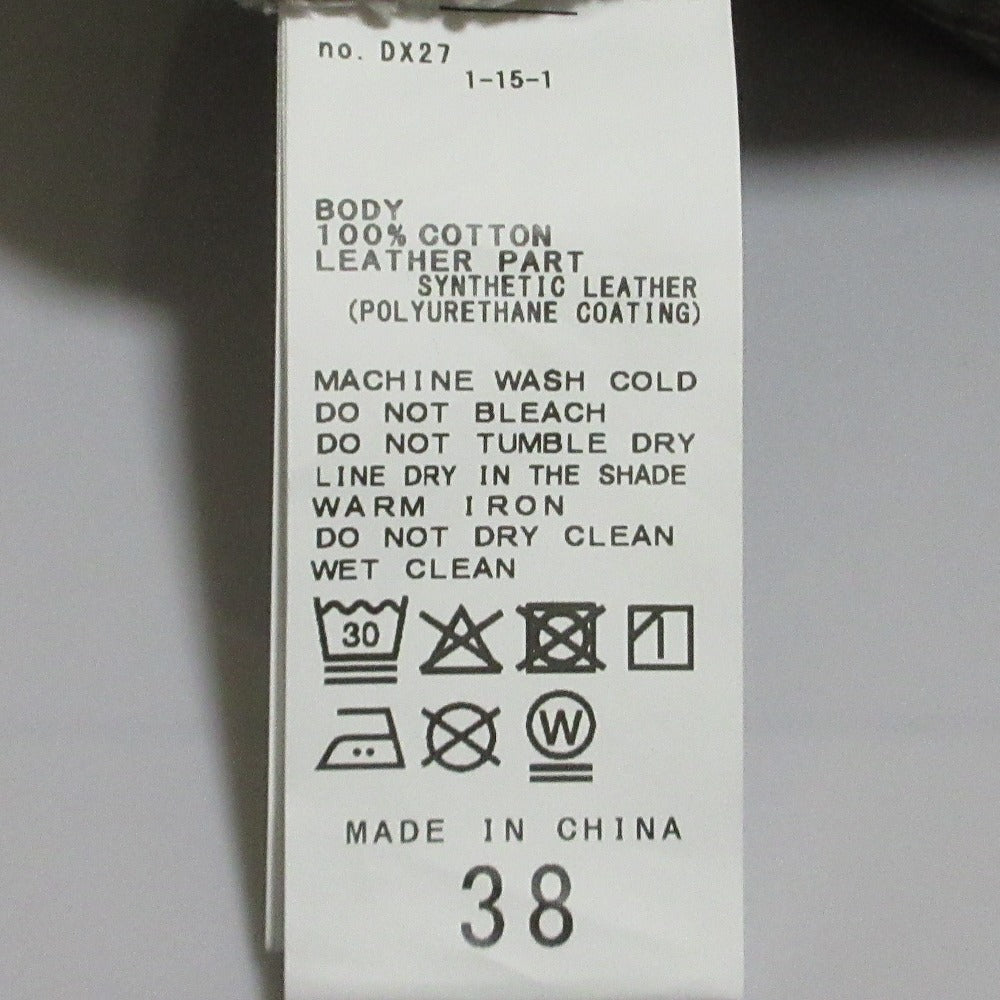 no. DX27
1-15-1
BODY
100% COTTON
LEATHER PART
SYNTHETIC LEATHER
(POLYURETHANE COATING)
MACHINE WASH COLD
DO NOT BLEACH
DO NOT TUMBLE DRY
LINE DRY IN THE SHADE
WARM IRON
DO NOT DRY CLEAN
WET CLEAN
30
W
MADE IN CHINA
38